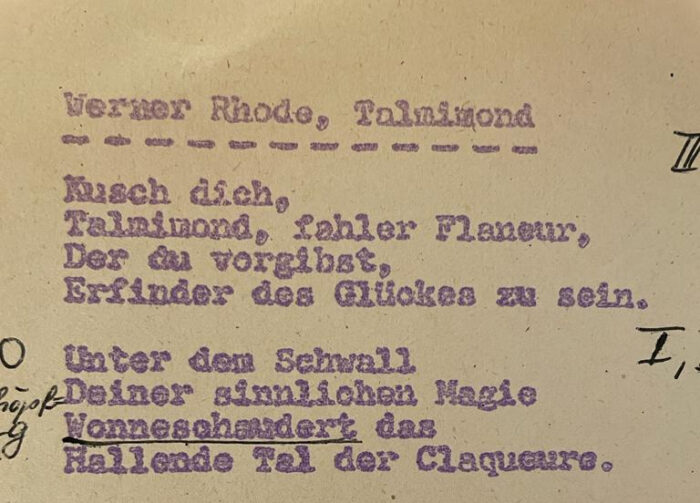 Werner Rhode, Talmimond
Kusch dich,
Talmimond, fahler Flaneur,
Der du vorgibst,
Erfinder des Glückes zu sein.
II
Unter dem Schwall
O
I,
Deiner sinnlichen Magie
Wonneschaudert das
Hallende Tal der Claqueure.